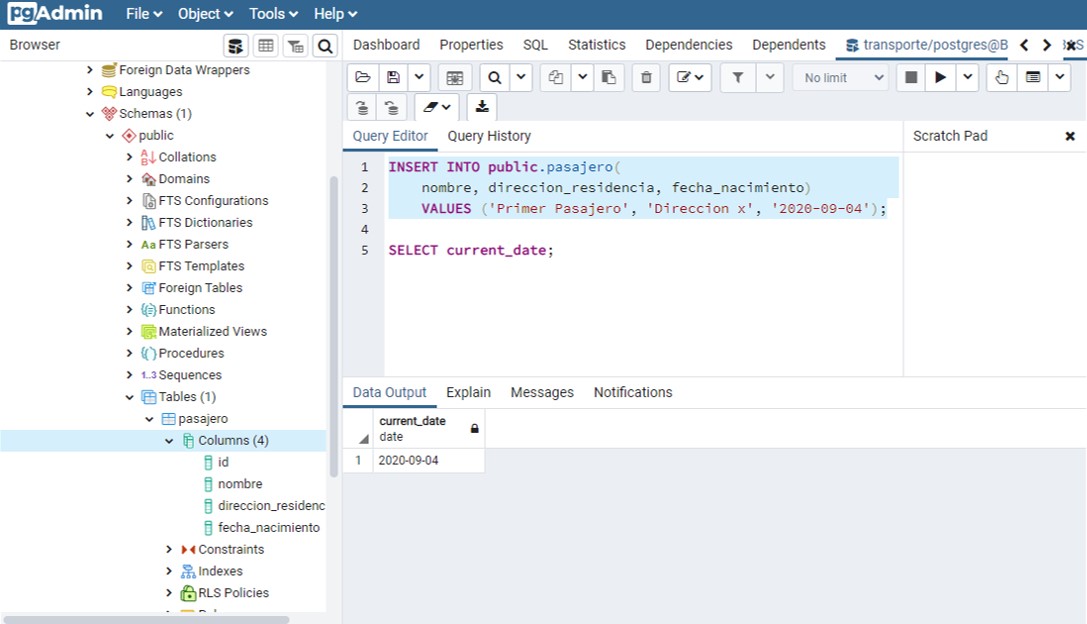 pgAdmin File Object Tools Help
Browser
Dashboard Properties SQL Statistics Dependencies Dependents transporte/postgres@B
Foreign Data Wrappers
Languages
Schemas (1)
public
Collations
Domains
FTS Configurations
FTS Dictionaries
FTS Parsers
FTS Templates
Foreign Tables
Functions
Materialized Views
Procedures
1..3 Sequences
Tables (1)
pasajero
Columns (4)
id
nombre
direccion_residenc
fecha_nacimiento
Constraints
Indexes
RLS Policies
No limit
Query Editor Query History
Scratch Pad
1 INSERT INTO public.pasajero(
2 nombre, direccion_residencia, fecha_nacimiento)
3 VALUES ('Primer Pasajero', 'Direccion x', '2020-09-04');
4
5 SELECT current_date;
Data Output Explain Messages Notifications
current_date
date
1 2020-09-04